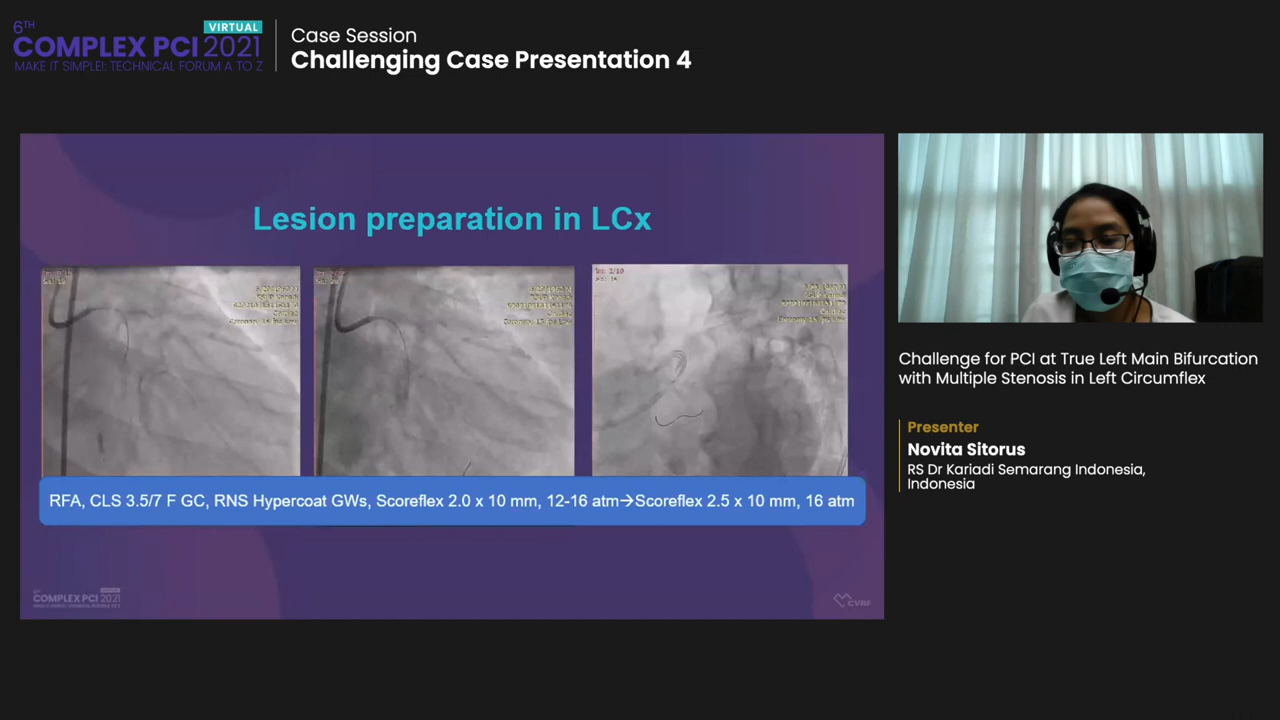 6TH
COMPLEX PCI 2021
VIRTUAL
MAKE IT SIMPLE!: TECHNICAL FORUM A TO Z
Case Session
Challenging Case Presentation 4
Lesion preparation in LCx
RFA, CLS 3.5/7 F GC, RNS Hypercoat GWs, Scoreflex 2.0 x 10 mm, 12-16 atm→Scoreflex 2.5 x 10 mm, 16 atm
COMPLEX PCI 2021
CVRF
Challenge for PCI at True Left Main Bifurcation
with Multiple Stenosis in Left Circumflex
Presenter
Novita Sitorus
RS Dr Kariadi Semarang Indonesia,
Indonesia